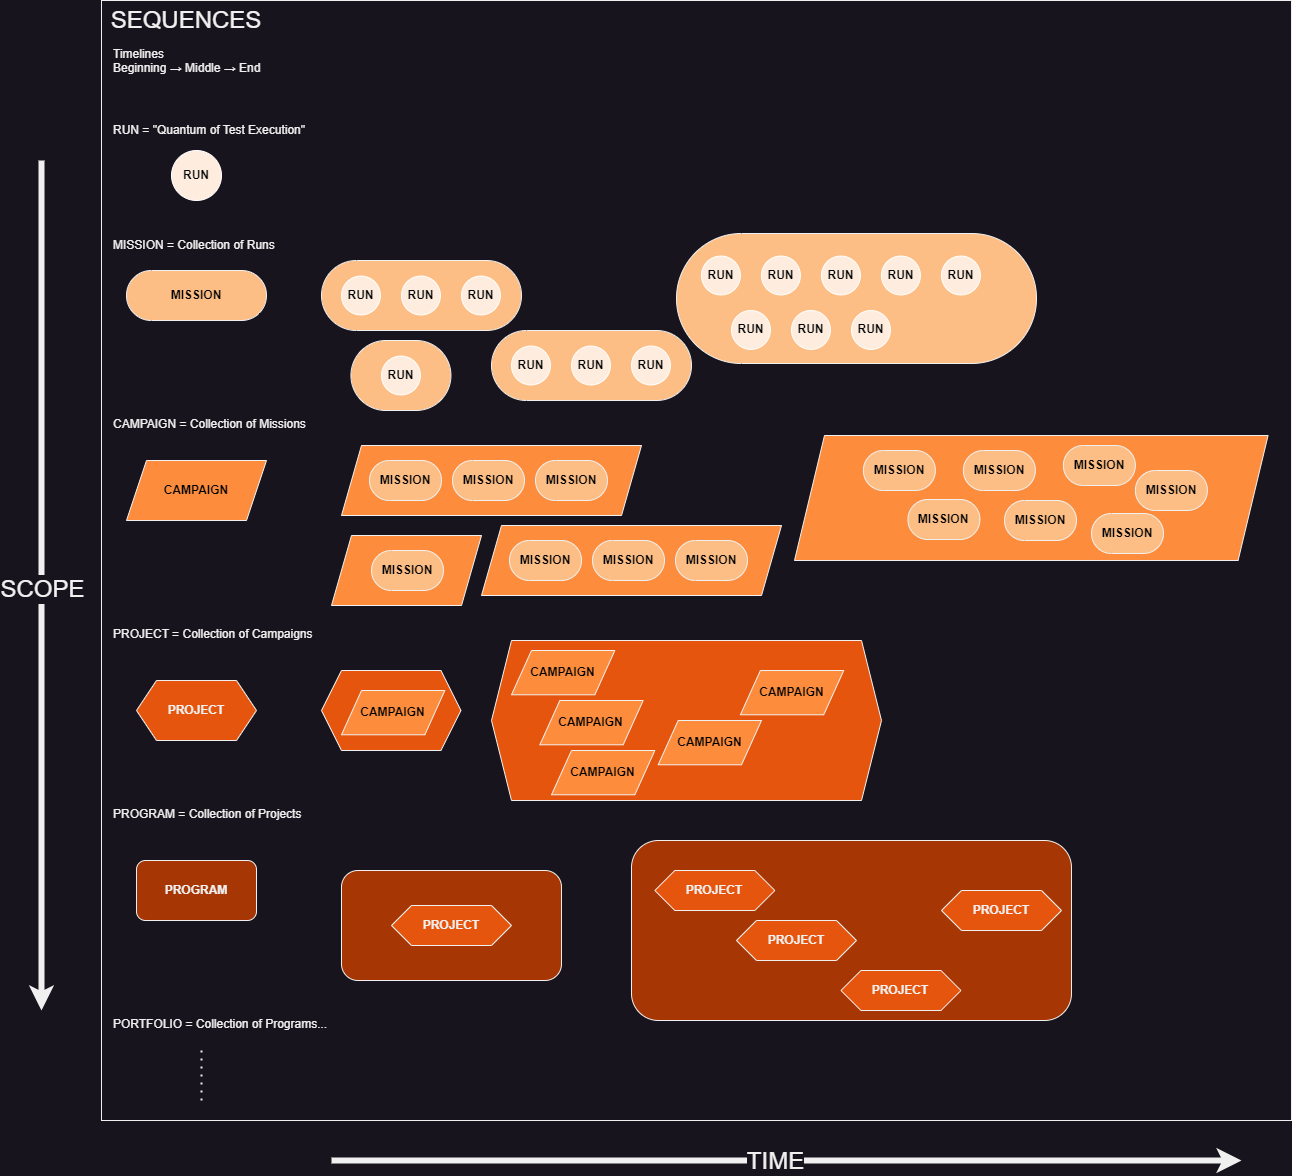 SEQUENCES
Timelines
Beginning → Middle → End
RUN = "Quantum of Test Execution"
RUN
MISSION = Collection of Runs
MISSION
RUN RUN RUN
RUN
RUN RUN RUN
RUN RUN RUN RUN RUN
RUN RUN RUN
CAMPAIGN = Collection of Missions
CAMPAIGN
MISSION MISSION MISSION
MISSION
MISSION MISSION MISSION
MISSION MISSION MISSION MISSION
MISSION MISSION MISSION
SCOPE
PROJECT = Collection of Campaigns
PROJECT
CAMPAIGN
CAMPAIGN
CAMPAIGN
CAMPAIGN
CAMPAIGN
CAMPAIGN
PROGRAM = Collection of Projects
PROGRAM
PROJECT
PROJECT
PROJECT
PROJECT
PROJECT
PORTFOLIO = Collection of Programs...
TIME